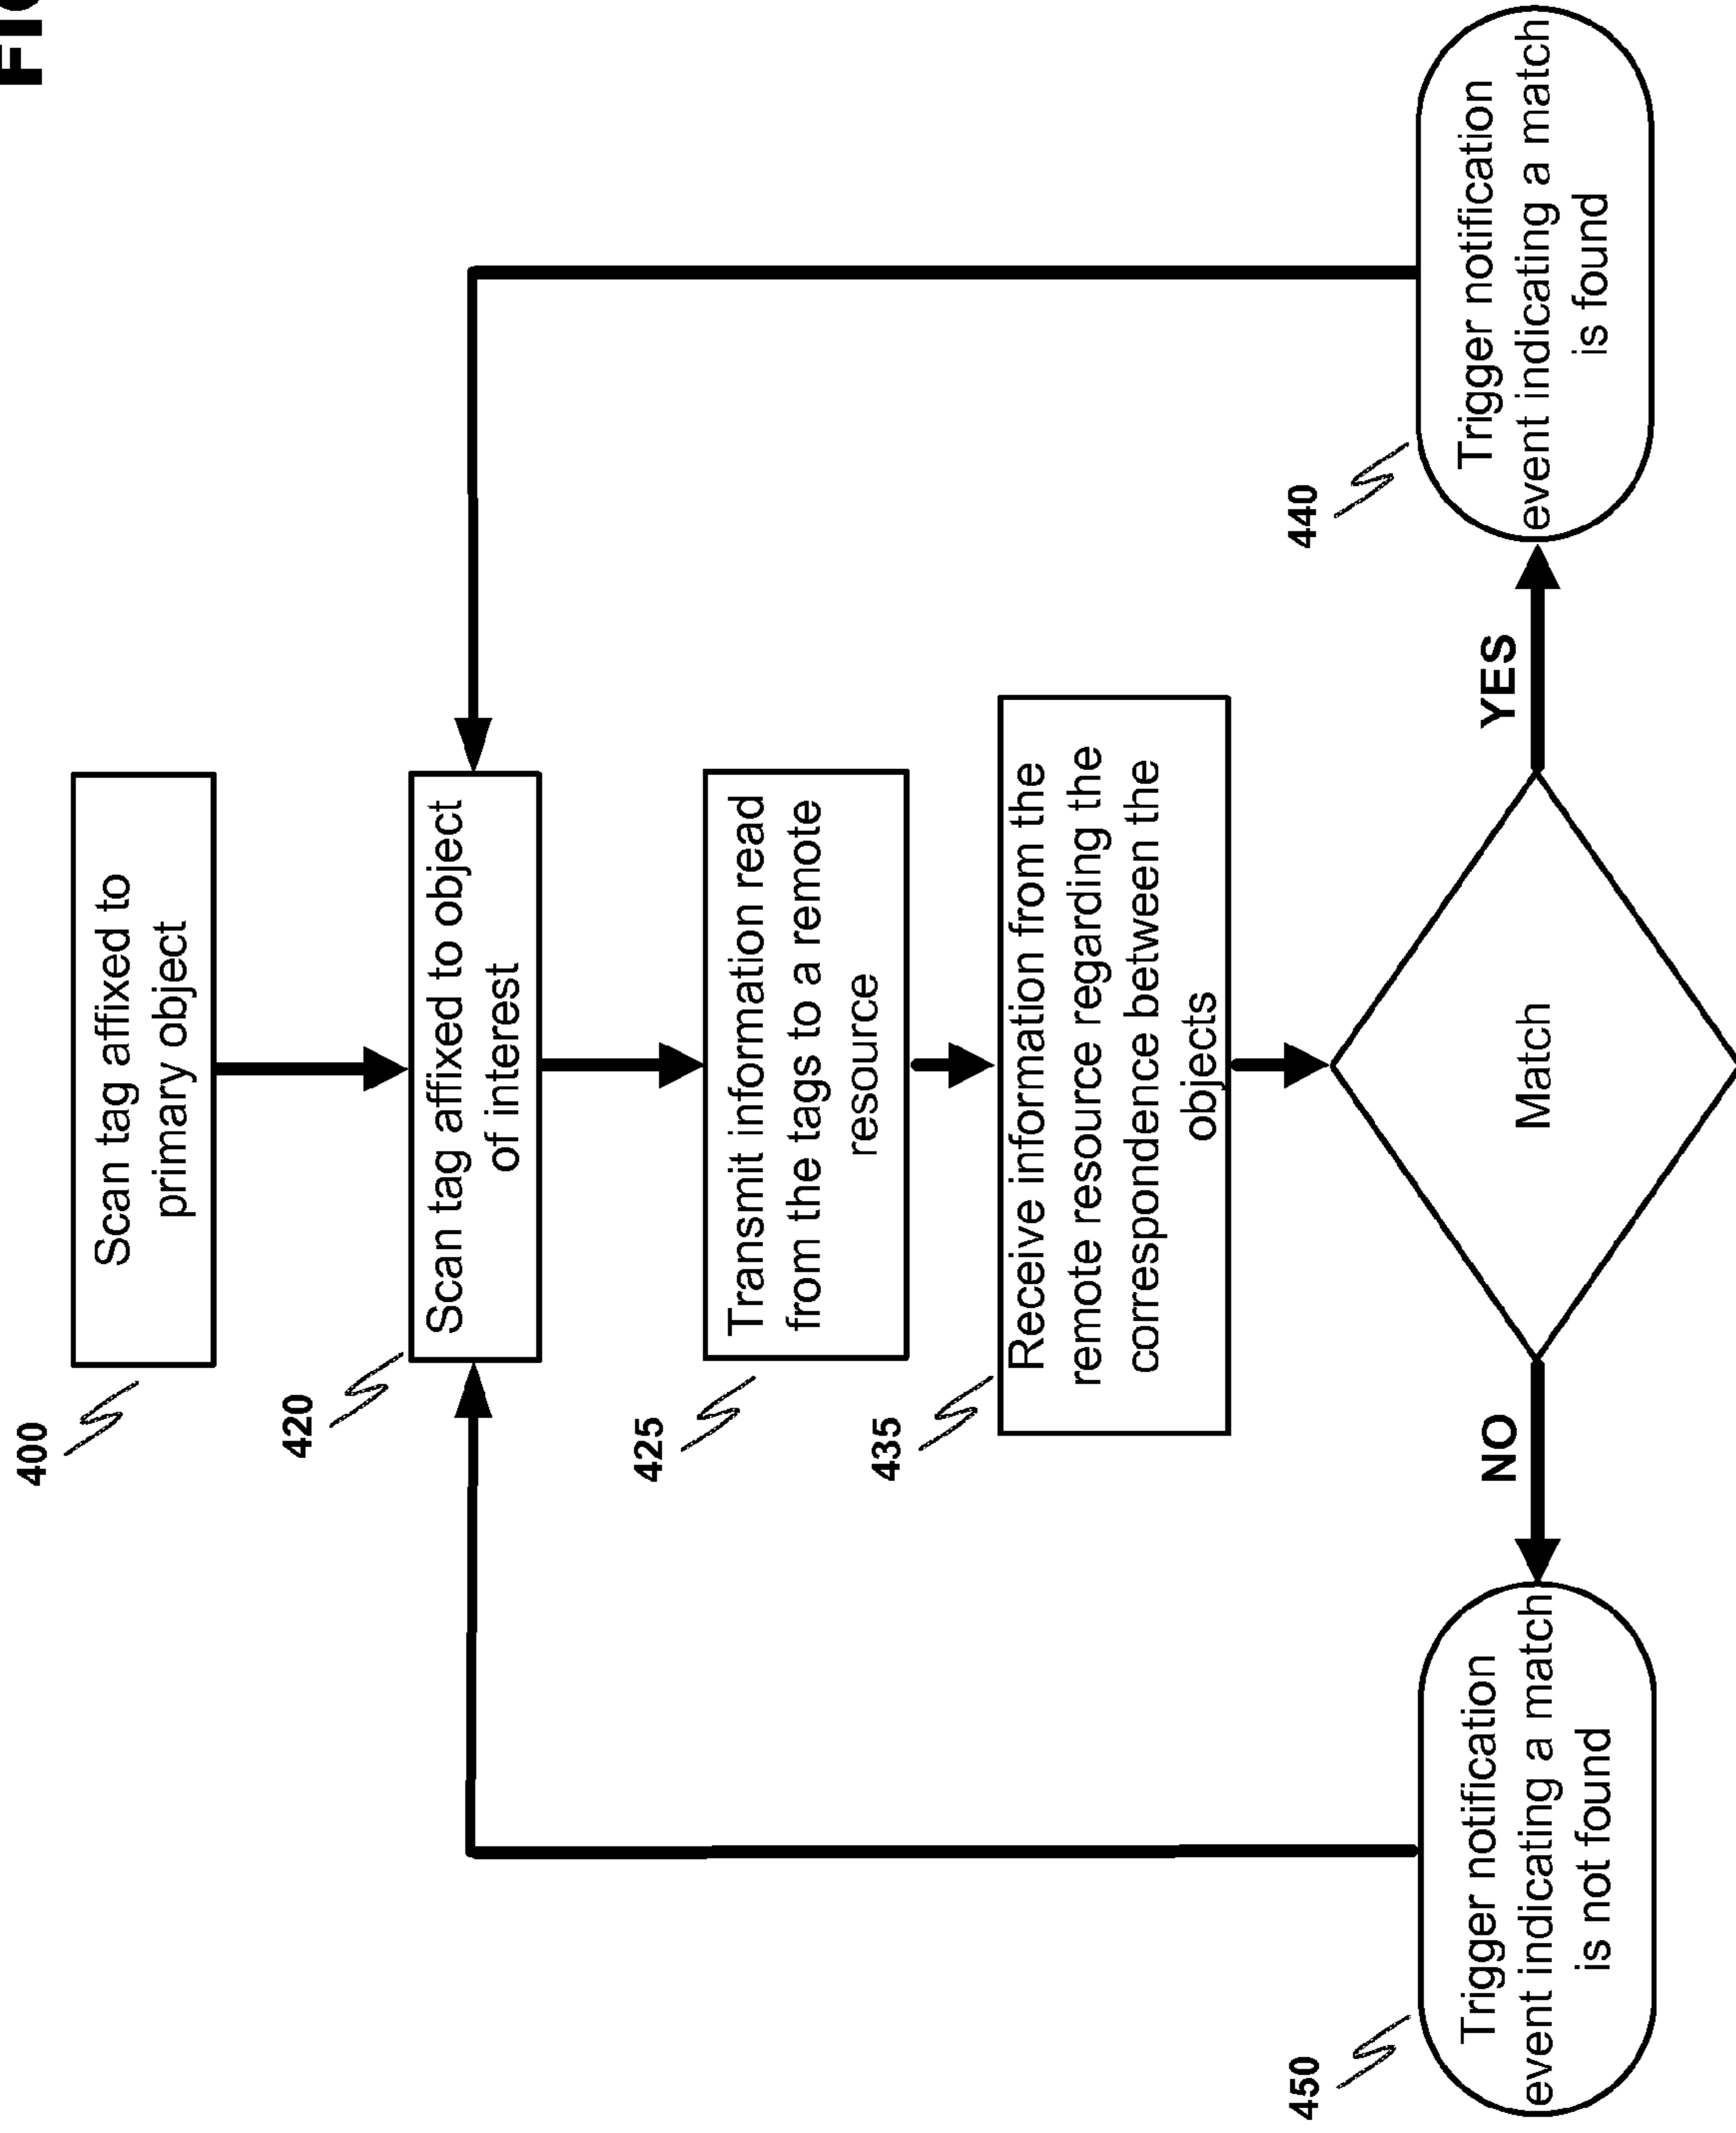 FIG
400
Scan tag affixed to
primary object
420
Scan tag affixed to object
of interest
425
Transmit information read
from the tags to a remote
resource
435
Receive information from the
remote resource regarding the
correspondence between the
objects
Match
NO
YES
450
Trigger notification
event indicating a match
is not found
440
Trigger notification
event indicating a match
is found